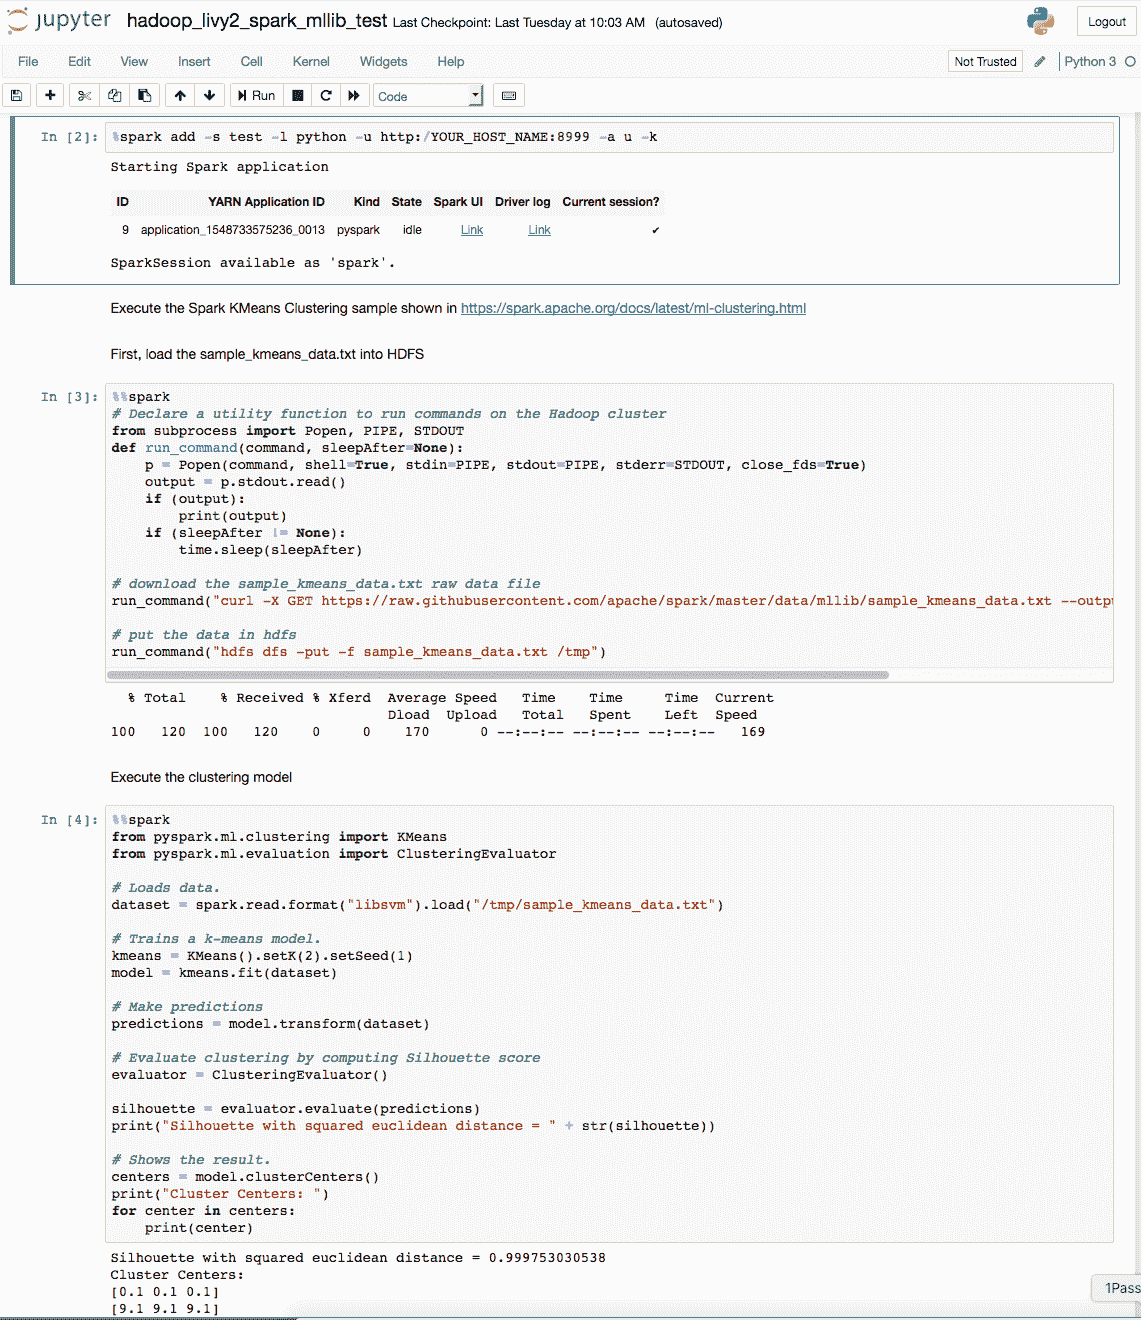 jupyter hadoop_livy2_spark_mllib_test Last Checkpoint: Last Tuesday at 10:03 AM (autosaved) Logout
File Edit View Insert Cell Kernel Widgets Help Not Trusted Python 3
Run Code
In [2]: %spark add -s test -l python -u http:/YOUR_HOST_NAME:8999 -a u -k
Starting Spark application
ID YARN Application ID Kind State Spark UI Driver log Current session?
9 application_1548733575236_0013 pyspark idle Link Link ✔
SparkSession available as 'spark'.
Execute the Spark KMeans Clustering sample shown in https://spark.apache.org/docs/latest/ml-clustering.html
First, load the sample_kmeans_data.txt into HDFS
In [3]: %%spark
# Declare a utility function to run commands on the Hadoop cluster
from subprocess import Popen, PIPE, STDOUT
def run_command(command, sleepAfter=None):
p = Popen(command, shell=True, stdin=PIPE, stdout=PIPE, stderr=STDOUT, close_fds=True)
output = p.stdout.read()
if (output):
print(output)
if (sleepAfter != None):
time.sleep(sleepAfter)
# download the sample_kmeans_data.txt raw data file
run_command("curl -X GET https://raw.githubusercontent.com/apache/spark/master/data/mllib/sample_kmeans_data.txt --outp
# put the data in hdfs
run_command("hdfs dfs -put -f sample_kmeans_data.txt /tmp")
% Total % Received % Xferd Average Speed Time Time Time Current
Dload Upload Total Spent Left Speed
100 120 100 120 0 0 170 0 --:--:-- --:--:-- --:--:-- 169
Execute the clustering model
In [4]: %%spark
from pyspark.ml.clustering import KMeans
from pyspark.ml.evaluation import ClusteringEvaluator
# Loads data.
dataset = spark.read.format("libsvm").load("/tmp/sample_kmeans_data.txt")
# Trains a k-means model.
kmeans = KMeans().setK(2).setSeed(1)
model = kmeans.fit(dataset)
# Make predictions
predictions = model.transform(dataset)
# Evaluate clustering by computing Silhouette score
evaluator = ClusteringEvaluator()
silhouette = evaluator.evaluate(predictions)
print("Silhouette with squared euclidean distance = " + str(silhouette))
# Shows the result.
centers = model.clusterCenters()
print("Cluster Centers: ")
for center in centers:
print(center)
Silhouette with squared euclidean distance = 0.999753030538
Cluster Centers:
[0.1 0.1 0.1]
[9.1 9.1 9.1]
1Pass